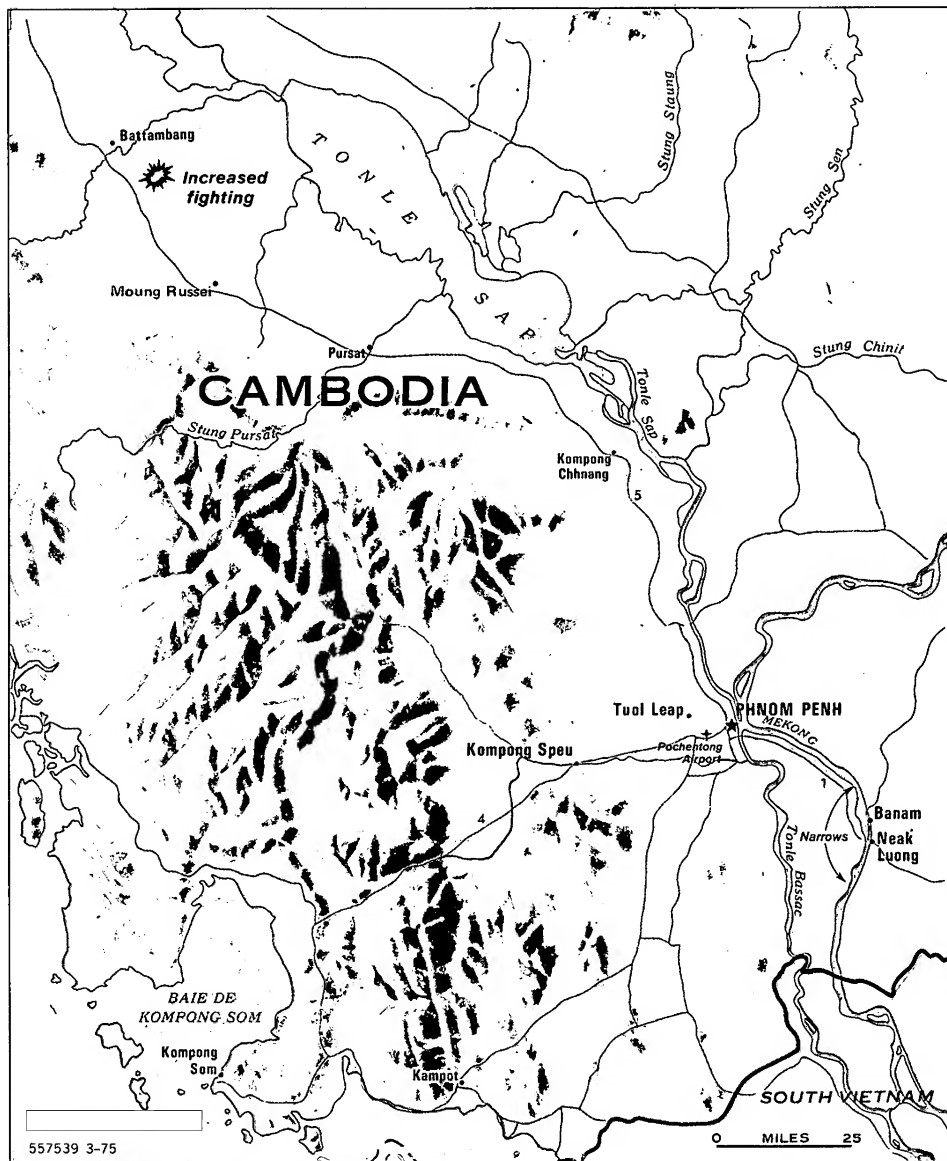 Battambang
Increased
fighting
TONLE SAP
Stung Staung
Stung Sen
Moung Russei
Pursat
CAMBODIA
Stung Pursat
Stung Chinit
Tonle Sap
Kompong
Chhnang
5
Tuol Leap
PHNOM PENH
MEKONG
Pochentong
Airport
Kompong Speu
1
4
Banam
Narrows
Neak
Luong
Tonle Bassac
BAIE DE
KOMPONG SOM
Kompong
Som
Kampot
SOUTH VIETNAM
0 MILES 25
557539 3-75